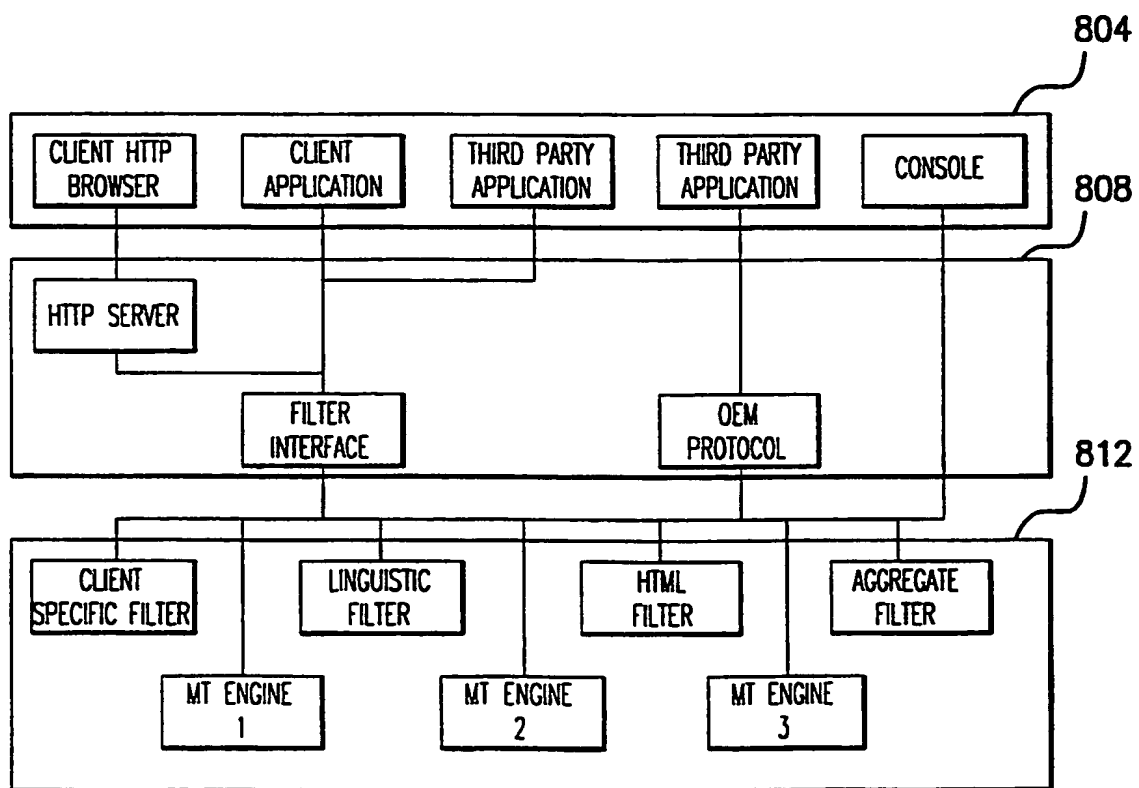 804
CLIENT HTTP
BROWSER
CLIENT
APPLICATION
THIRD PARTY
APPLICATION
THIRD PARTY
APPLICATION
CONSOLE
808
HTTP SERVER
FILTER
INTERFACE
OEM
PROTOCOL
812
CLIENT
SPECIFIC FILTER
LINGUISTIC
FILTER
HTML
FILTER
AGGREGATE
FILTER
MT ENGINE
1
MT ENGINE
2
MT ENGINE
3